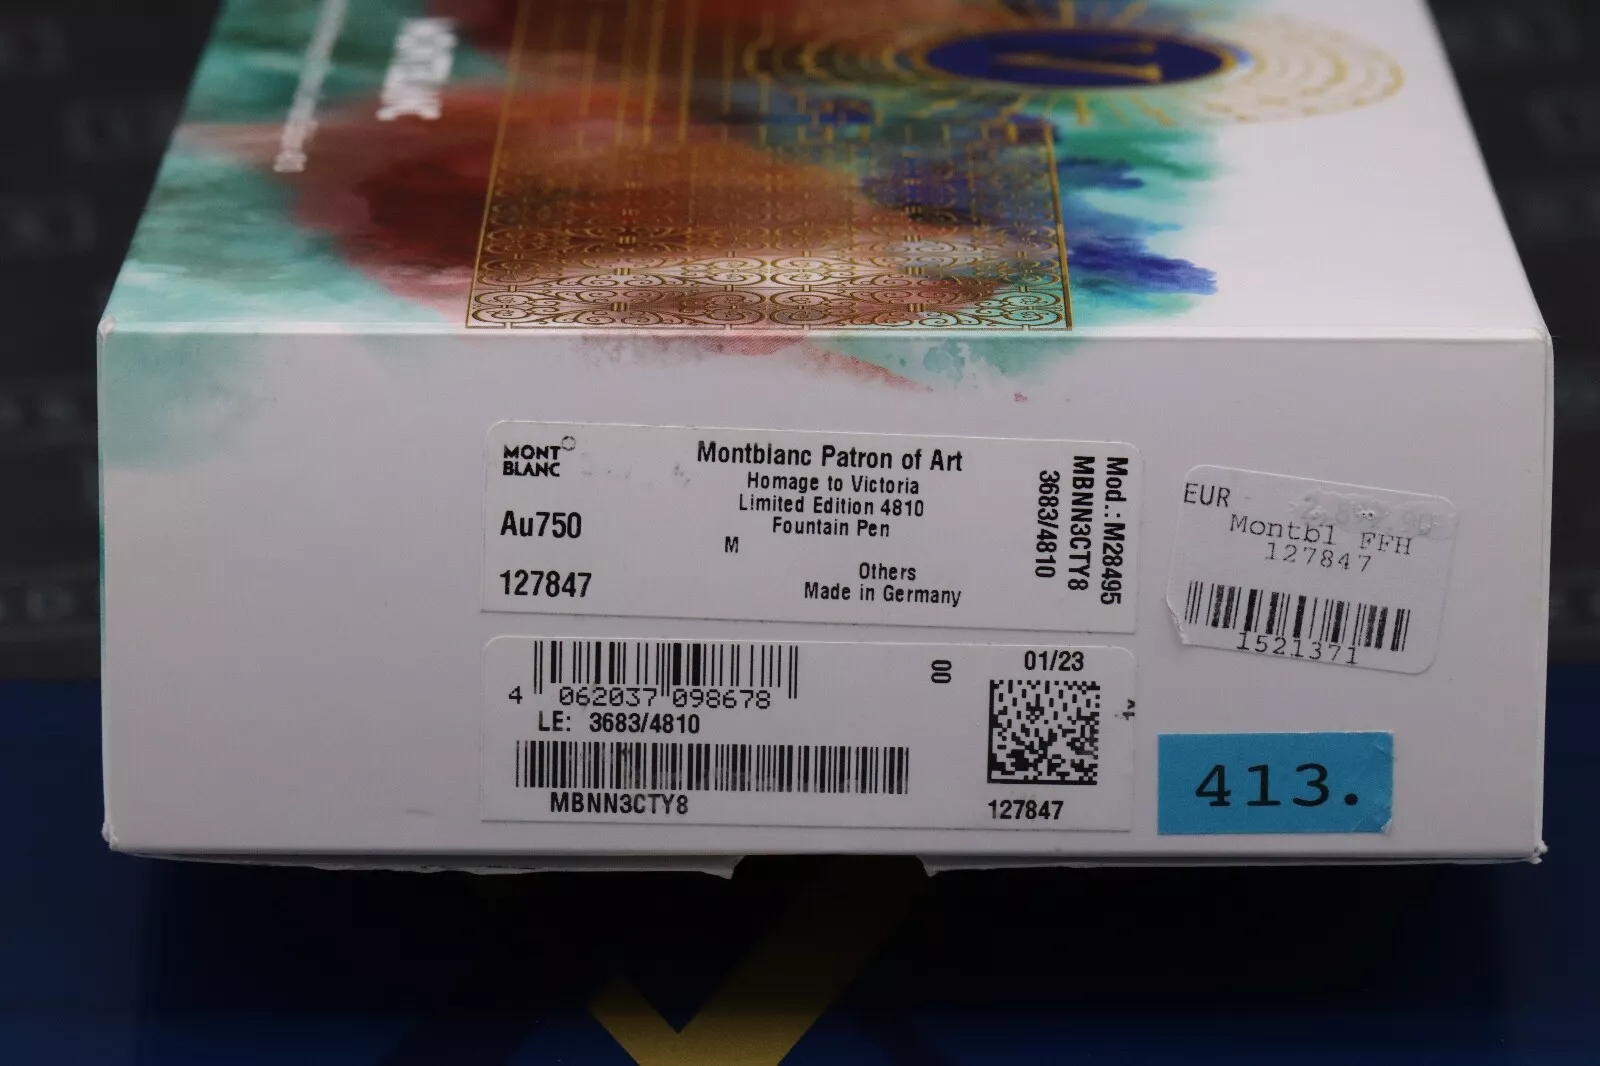 MONTBLANC
MONT
BLANC
Montblanc Patron of Art
Homage to Victoria
Limited Edition 4810
Fountain Pen
M
Au750
127847
Others
Made in Germany
Mod.: M28495
MBNN3CTY8
3683/4810
EUR
Montbl FFH
127847
1521371
4 062037 098678
LE: 3683/4810
MBNN3CTY8
00
01/23
127847
413.